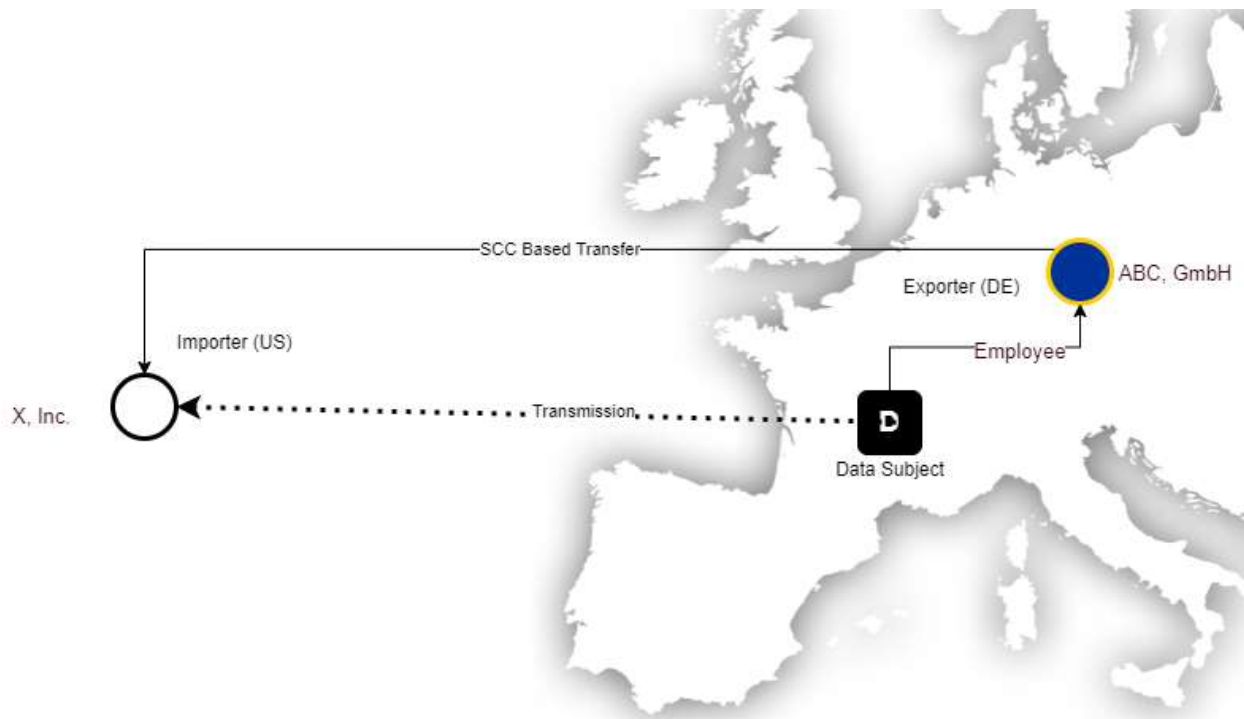 SCC Based Transfer
ABC, GmbH
Exporter (DE)
Importer (US)
Employee
X, Inc.
Transmission
D
Data Subject